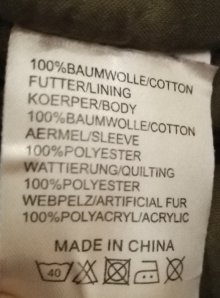 100%BAUMWOLLE/COTTON
FUTTER/LINING
KOERPER/BODY
100%BAUMWOLLE/COTTON
AERMEL/SLEEVE
100%POLYESTER
WATTIERUNG/QUILTING
100%POLYESTER
WEBPELZ/ARTIFICIAL FUR
100%POLYACRYL/ACRYLIC
MADE IN CHINA
40